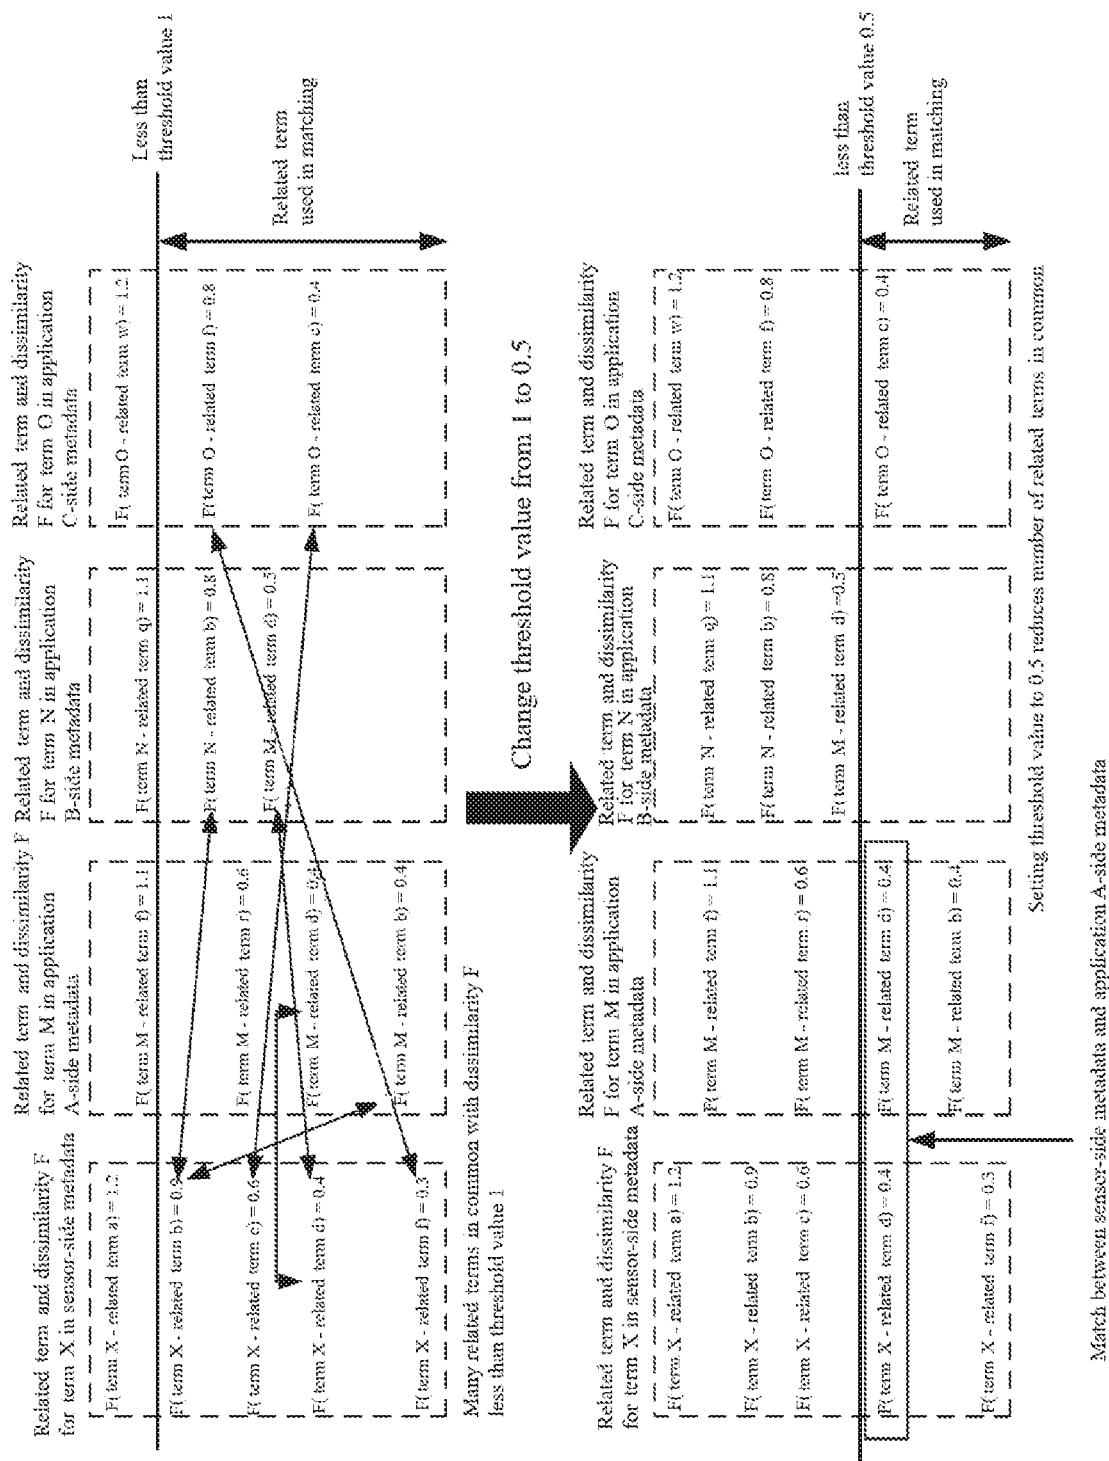 Related term and dissimilarity F
for term X in sensor-side metadata
F( term X - related term a) = 1.2
F( term X - related term b) = 0.9
F( term X - related term c) = 0.6
F( term X - related term d) = 0.4
F( term X - related term f) = 0.3
Related term and dissimilarity F
for term M in application
A-side metadata
F( term M - related term f) = 1.1
F( term M - related term r) = 0.6
F( term M - related term d) = 0.4
F( term M - related term b) = 0.4
Related term and dissimilarity
F for term N in application
B-side metadata
F( term N - related term q) = 1.1
F( term N - related term b) = 0.8
F( term M - related term d) = 0.5
Related term and dissimilarity
F for term O in application
C-side metadata
F( term O - related term w) = 1.2
F( term O - related term f) = 0.8
F( term O - related term c) = 0.4
Less than
threshold value 1
Related term
used in matching
Many related terms in common with dissimilarity F
less than threshold value 1
Change threshold value from 1 to 0.5
Related term and dissimilarity F
for term X in sensor-side metadata
F( term X - related term a) = 1.2
F( term X - related term b) = 0.9
F( term X - related term c) = 0.6
F( term X - related term d) = 0.4
F( term X - related term f) = 0.3
Related term and dissimilarity
F for term M in application
A-side metadata
F( term M - related term f) = 1.1
F( term M - related term r) = 0.6
F( term M - related term d) = 0.4
F( term M - related term b) = 0.4
Related term and dissimilarity
F for term N in application
B-side metadata
F( term N - related term q) = 1.1
F( term N - related term b) = 0.8
F( term M - related term d) =0.5
Related term and dissimilarity
F for term O in application
C-side metadata
F( term O - related term w) = 1.2
F( term O - related term f) = 0.8
F( term O - related term c) = 0.4
less than
threshold value 0.5
Related term
used in matching
Setting threshold value to 0.5 reduces number of related terms in common
Match between sensor-side metadata and application A-side metadata